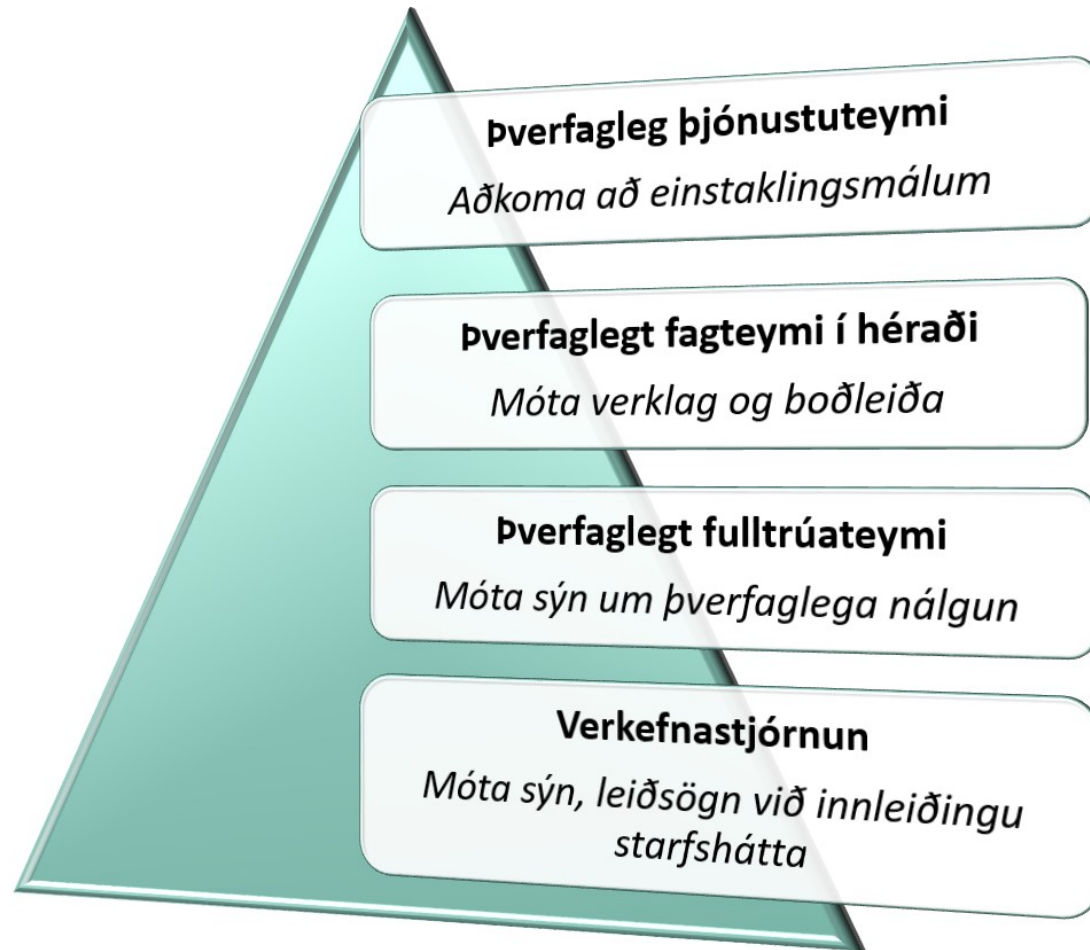 Þverfagleg þjónustuteymi
Aðkoma að einstaklingsmálum
Þverfaglegt fagteymi í héraði
Móta verklag og boðleiða
Þverfaglegt fulltrúateymi
Móta sýn um þverfaglega nálgun
Verkefnastjórnun
Móta sýn, leiðsögn við innleiðingu
starfshátta